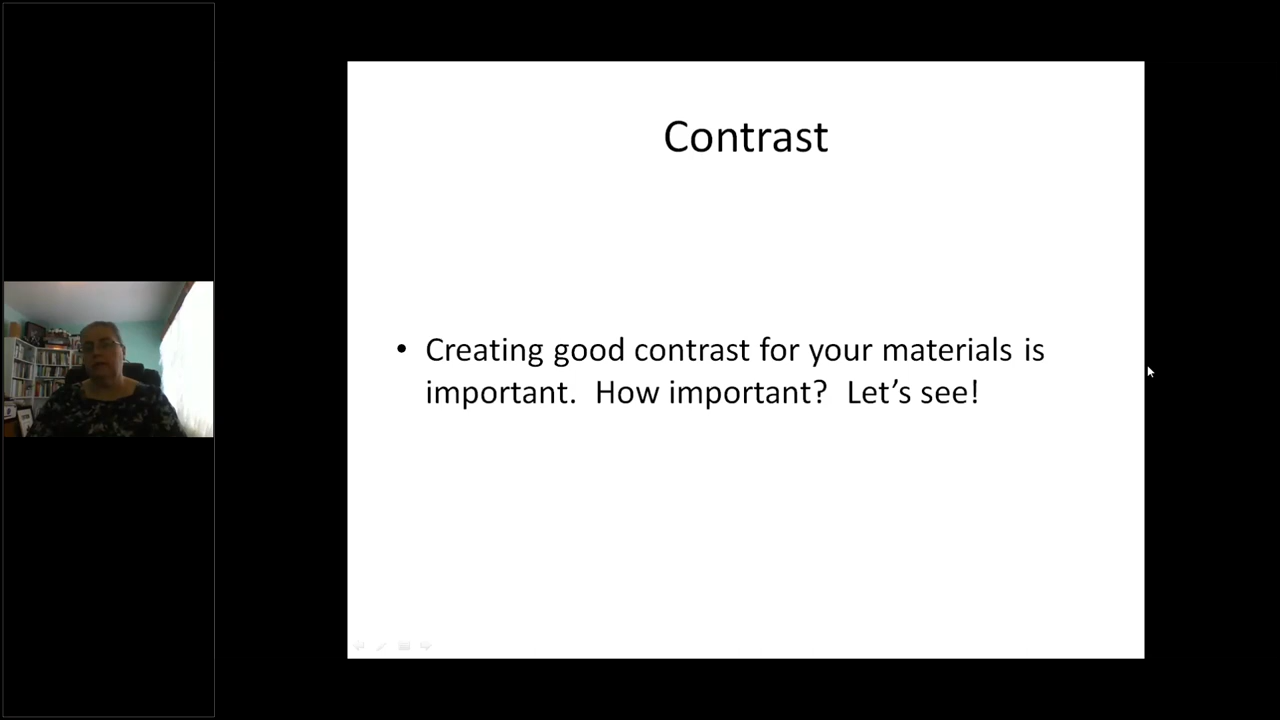 Contrast
• Creating good contrast for your materials is
important.  How important?  Let’s see!